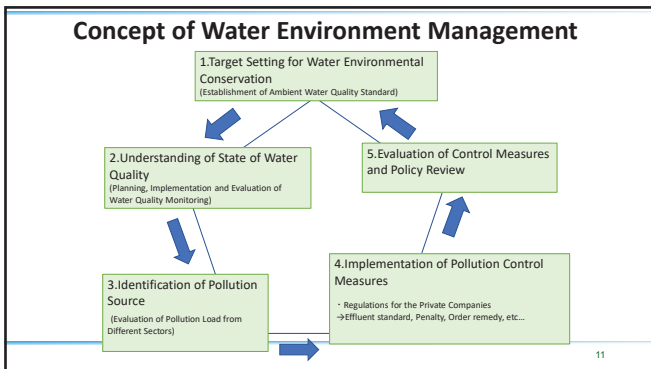 Concept of Water Environment Management
1.Target Setting for Water Environmental
Conservation
(Establishment of Ambient Water Quality Standard)
2.Understanding of State of Water
Quality
(Planning, Implementation and Evaluation of
Water Quality Monitoring)
5.Evaluation of Control Measures
and Policy Review
3.Identification of Pollution
Source
(Evaluation of Pollution Load from
Different Sectors)
4.Implementation of Pollution Control
Measures
・Regulations for the Private Companies
→Effluent standard, Penalty, Order remedy, etc…
11